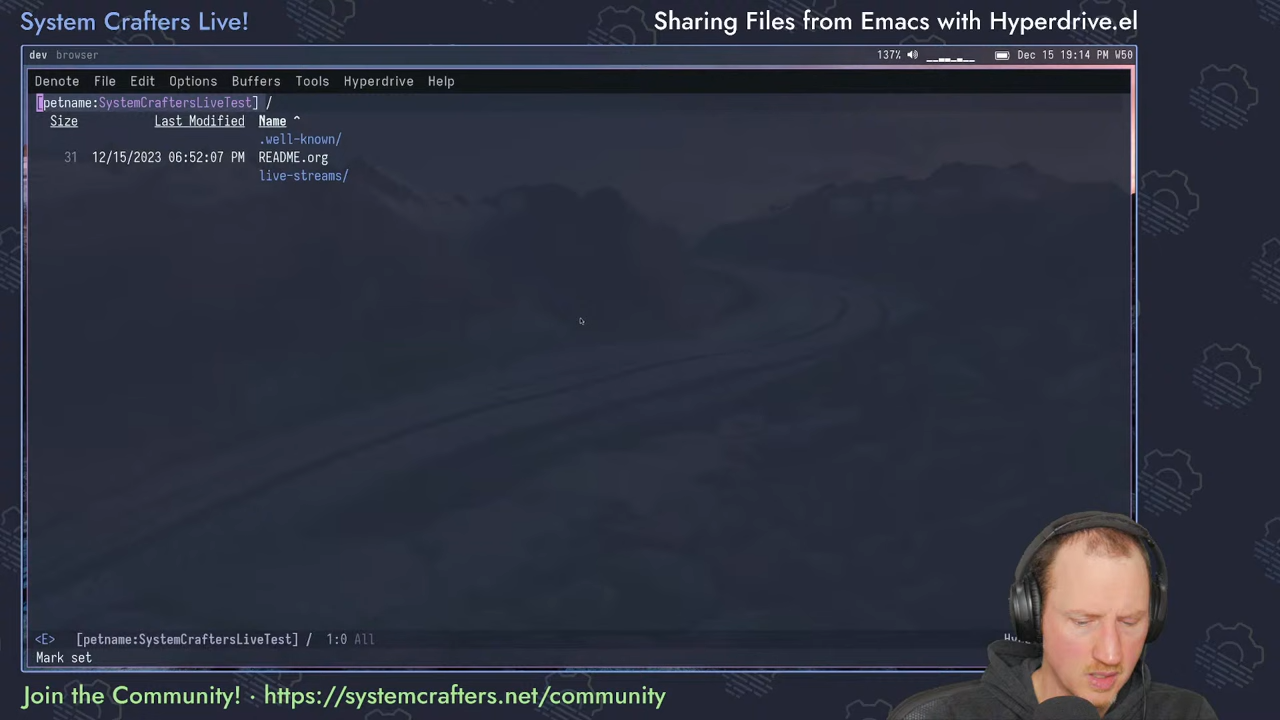 System Crafters Live!
Sharing Files from Emacs with Hyperdrive.el
dev browser
137% Dec 15 19:14 PM W50
Denote File Edit Options Buffers Tools Hyperdrive Help
[petname:SystemCraftersLiveTest] /
Size Last Modified Name ^
.well-known/
31 12/15/2023 06:52:07 PM README.org
live-streams/
<E> [petname:SystemCraftersLiveTest] / 1:0 All
Mark set
Join the Community! · https://systemcrafters.net/community